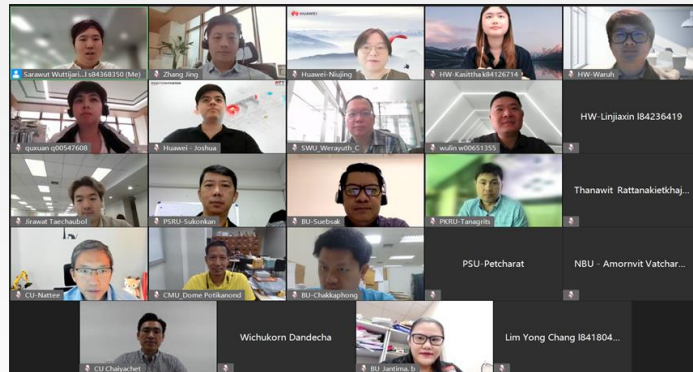 Sarawut Wuttijari...l s84368350 (Me)
Zhang Jing
HUAWEI
Huawei-Niujing
HW-Kasittha k84126714
HW-Waruh
quxuan q00547608
Huawei - Joshua
SWU_Werayuth_C
wulin w00651355
HW-Linjiaxin l84236419
Jirawat Taechaubol
PSRU-Sukonkan
BU-Suebsak
PKRU-Tanagrits
Thanawit Rattanakietkhaj...
CU-Nattee
CMU_Dome Potikanond
BU-Chakkaphong
PSU-Petcharat
NBU - Amornvit Vatchar...
CU Chaiyachet
Wichukorn Dandecha
BU_Jantima. b
Lim Yong Chang l841804...